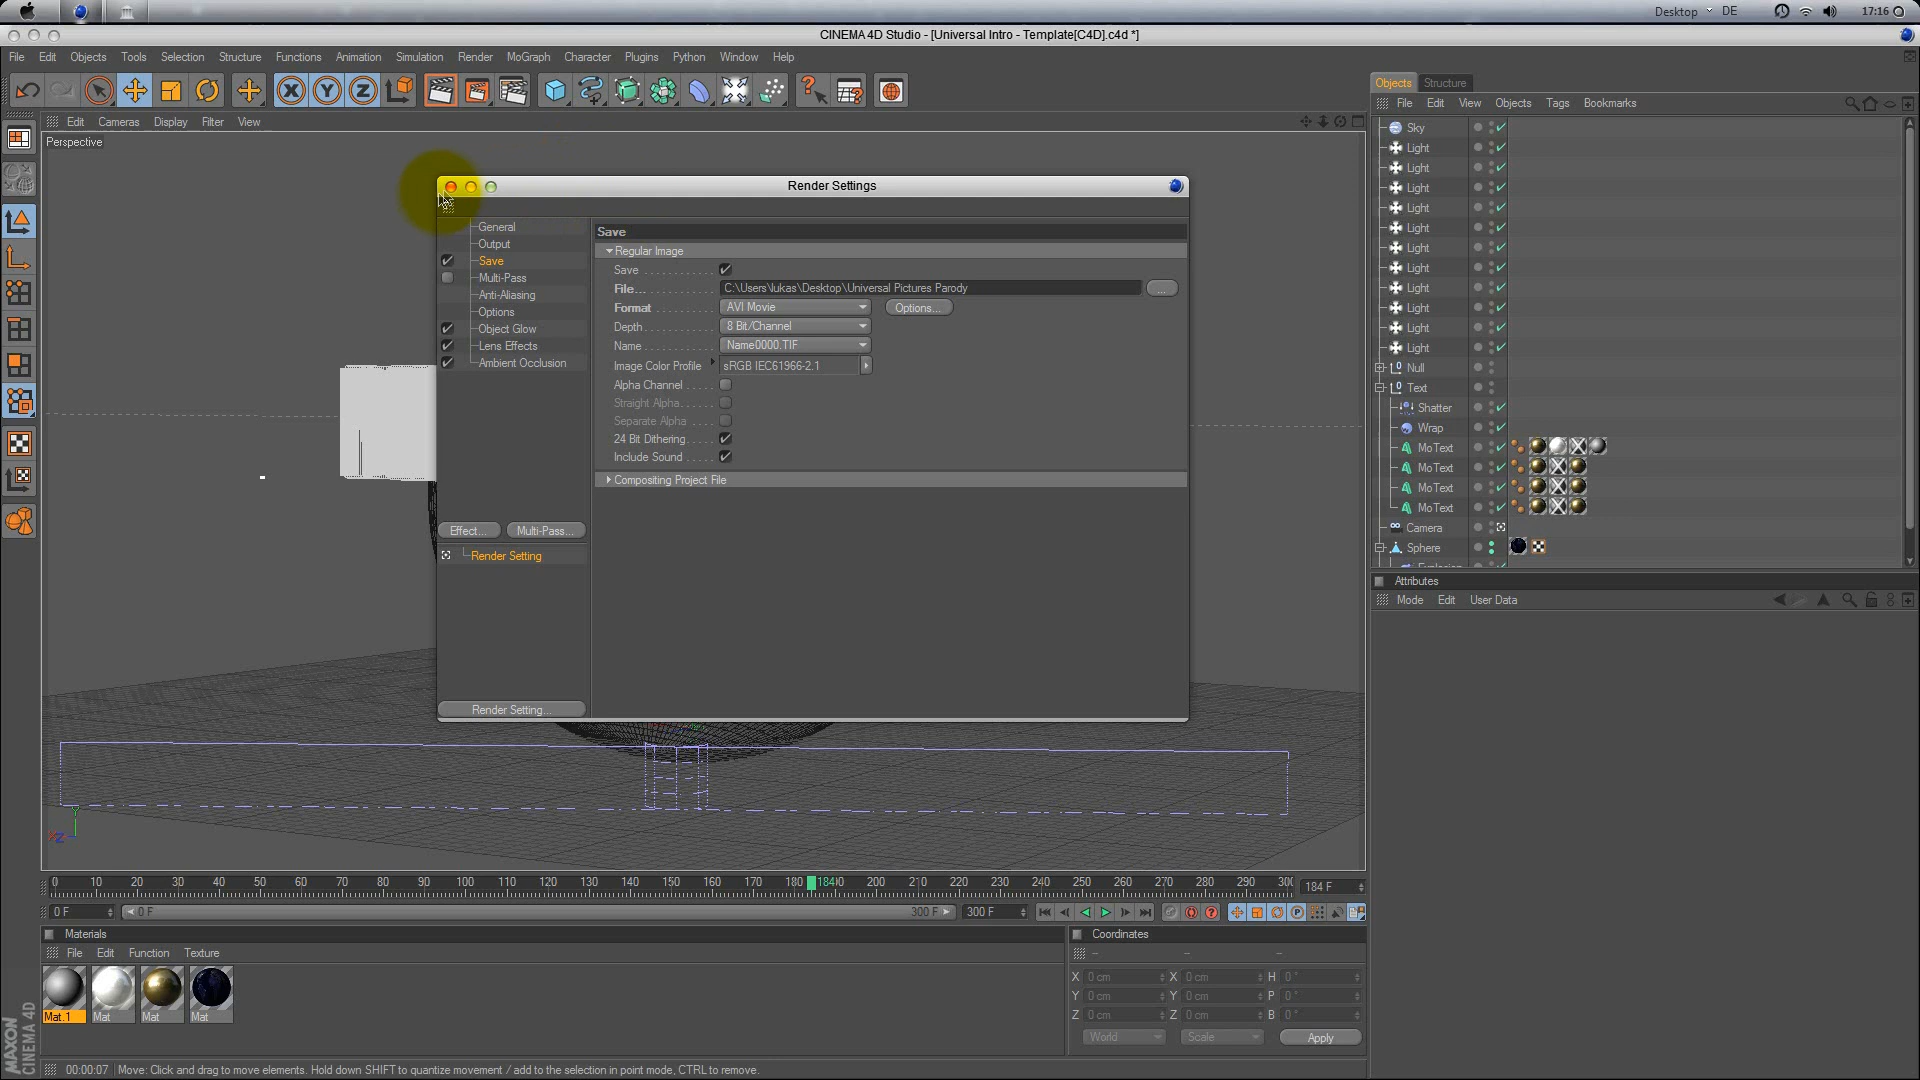 Desktop DE 17:16
CINEMA 4D Studio - [Universal Intro - Template[C4D].c4d *]
File Edit Objects Tools Selection Structure Functions Animation Simulation Render MoGraph Character Plugins Python Window Help
Objects Structure
File Edit View Objects Tags Bookmarks
Edit Cameras Display Filter View
Perspective
Render Settings
General
Output
Save
Multi-Pass
Anti-Aliasing
Options
Object Glow
Lens Effects
Ambient Occlusion
Effect... Multi-Pass...
Render Setting
Render Setting...
Save
Regular Image
Save
File... C:\Users\lukas\Desktop\Universal Pictures Parody ...
Format AVI Movie Options...
Depth 8 Bit/Channel
Name Name0000.TIF
Image Color Profile sRGB IEC61966-2.1
Alpha Channel
Straight Alpha
Separate Alpha
24 Bit Dithering
Include Sound
Compositing Project File
Sky
Light
Light
Light
Light
Light
Light
Light
Light
Light
Light
Light
Null
Text
Shatter
Wrap
MoText
MoText
MoText
MoText
Camera
Sphere
Attributes
Mode Edit User Data
Y
X Z
0 10 20 30 40 50 60 70 80 90 100 110 120 130 140 150 160 170 180 184 200 210 220 230 240 250 260 270 280 290 300 184 F
0 F 0 F 300 F 300 F
Materials
File Edit Function Texture
Mat.1 Mat Mat Mat
Coordinates
-- -- --
X 0 cm X 0 cm H 0 °
Y 0 cm Y 0 cm P 0 °
Z 0 cm Z 0 cm B 0 °
World Scale Apply
MAXON CINEMA 4D
00:00:07 Move: Click and drag to move elements. Hold down SHIFT to quantize movement / add to the selection in point mode, CTRL to remove.